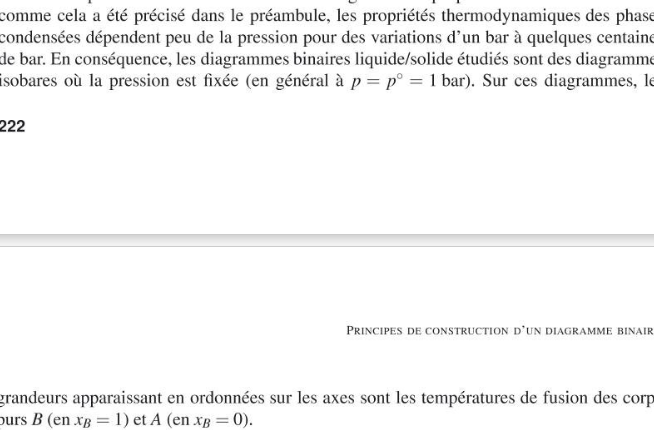 comme cela a été précisé dans le préambule, les propriétés thermodynamiques des phase
condensées dépendent peu de la pression pour des variations d'un bar à quelques centaine
de bar. En conséquence, les diagrammes binaires liquide/solide étudiés sont des diagramme
isobares où la pression est fixée (en général à p = p° = 1 bar). Sur ces diagrammes, le
222
PRINCIPES DE CONSTRUCTION D'UN DIAGRAMME BINAIR
grandeurs apparaissant en ordonnées sur les axes sont les températures de fusion des corp
purs B (en x_B = 1) et A (en x_B = 0).